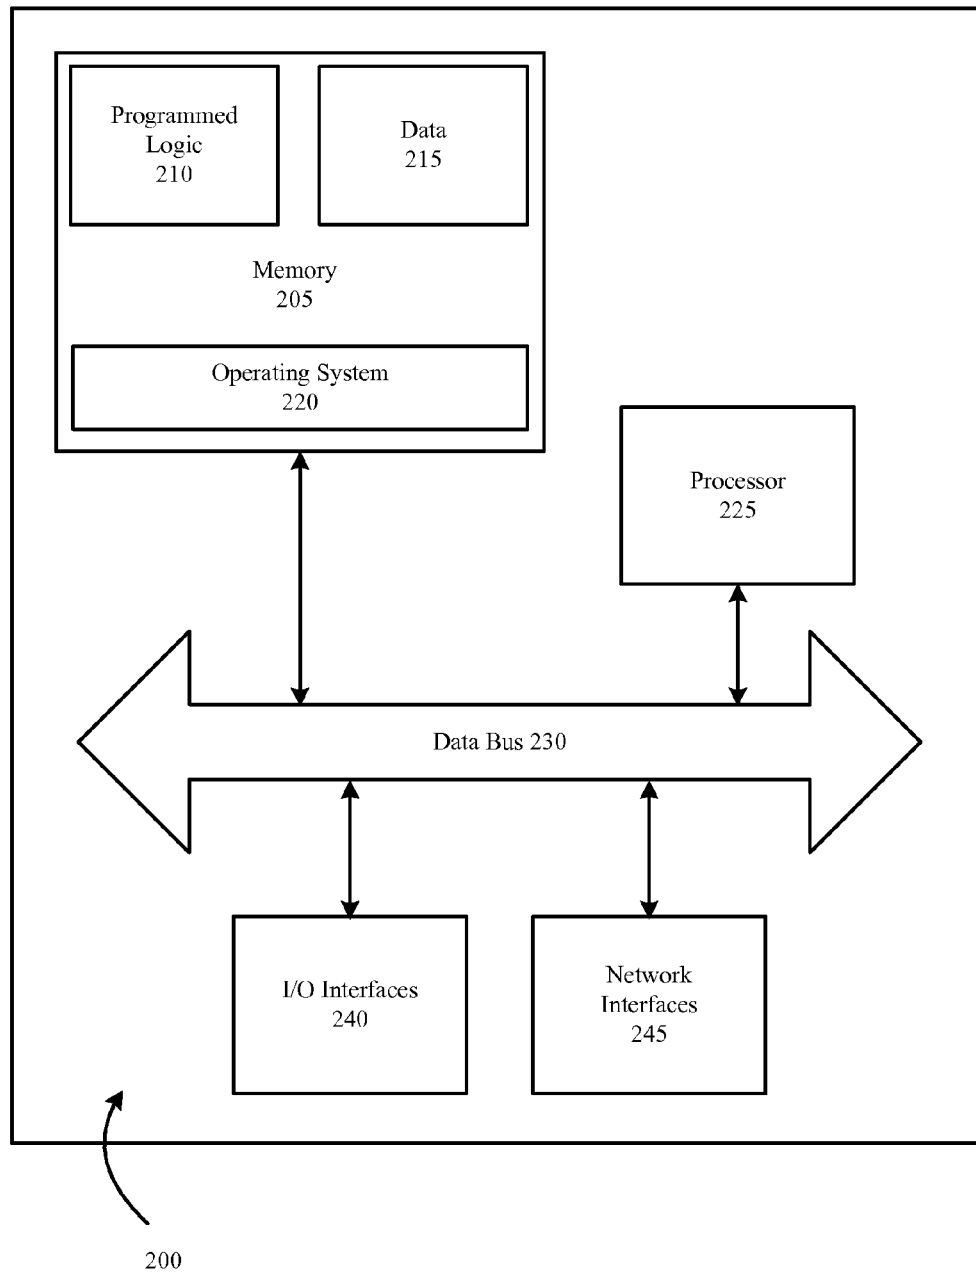 Programmed
Logic
210
Data
215
Memory
205
Operating System
220
Processor
225
Data Bus 230
I/O Interfaces
240
Network
Interfaces
245
200